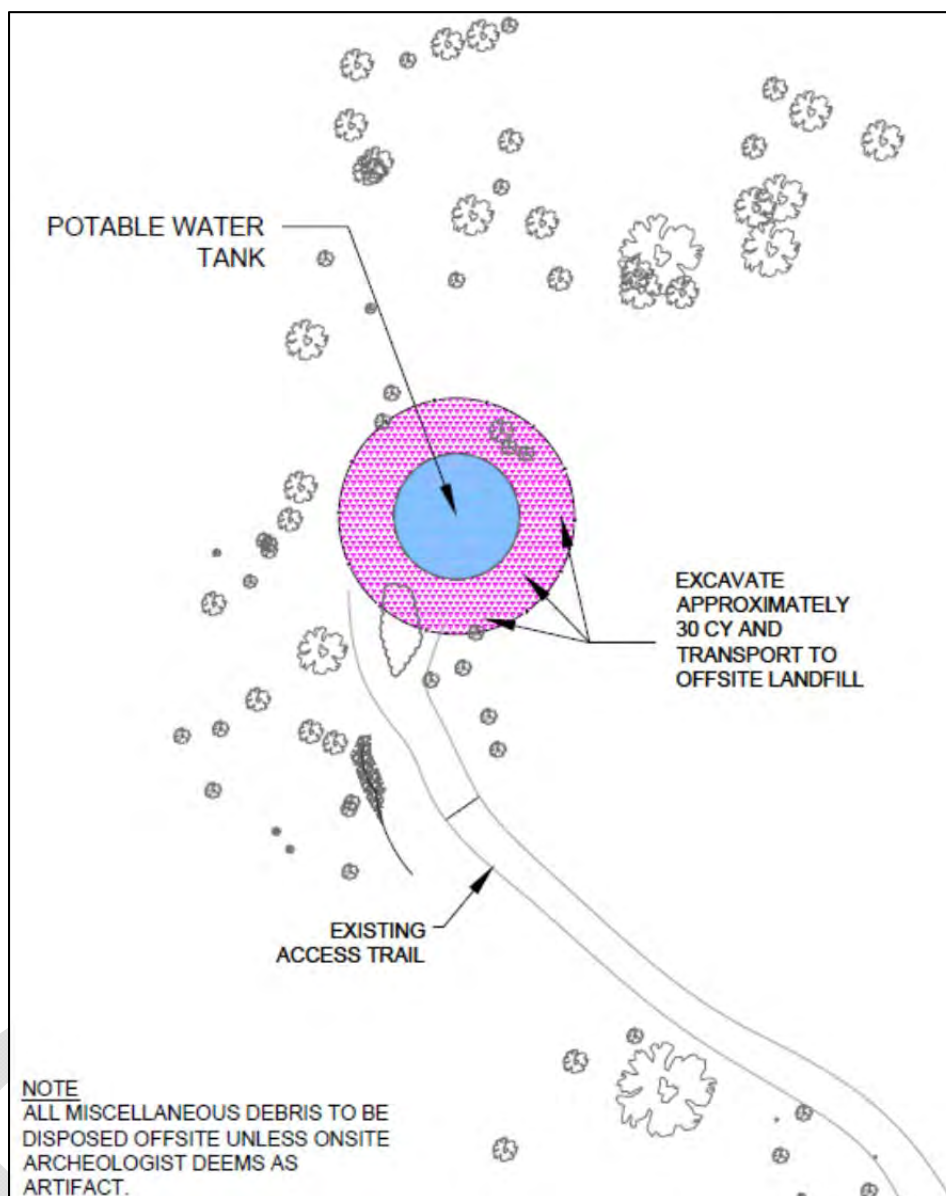 POTABLE WATER
TANK
EXCAVATE
APPROXIMATELY
30 CY AND
TRANSPORT TO
OFFSITE LANDFILL
EXISTING
ACCESS TRAIL
NOTE
ALL MISCELLANEOUS DEBRIS TO BE
DISPOSED OFFSITE UNLESS ONSITE
ARCHEOLOGIST DEEMS AS
ARTIFACT.